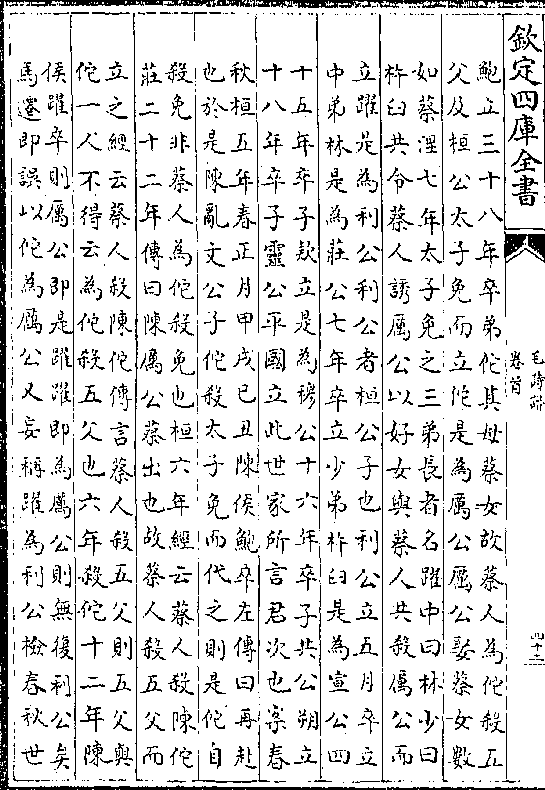 欽定四庫全書
毛詩疏
卷首
鮑立三十八年卒弟佗其母蔡女故蔡人為佗殺五
父及桓公太子免而立佗是為厲公厲公娶蔡女數
如蔡淫七年太子免之三弟長者名躍中曰林少曰
杵臼共令蔡人誘厲公以好女與蔡人共殺厲公而
立躍是為利公利公者桓公子也利公立五月卒立
中弟林是為莊公七年卒立少弟杵臼是為宣公四
十五年卒子欵立是為穆公十六年卒子共公朔立
十八年卒子靈公平國立此世家所言君次也案春
秋桓五年春正月甲戌已丑陳侯鮑卒左傳曰再赴
也於是陳亂文公子佗殺太子免而代之則是佗自
殺免非蔡人為佗殺免也桓六年經云蔡人殺陳佗
莊二十二年傳曰陳厲公蔡出也故蔡人殺五父而
立之經云蔡人殺陳佗傳言蔡人殺五父則五父與
佗一人不得云為佗殺五父也六年殺佗十二年陳
侯躍卒則厲公即是躍躍即為厲公則無復利公矣
馬遷即誤以佗為厲公又妄稱躍為利公檢春秋世